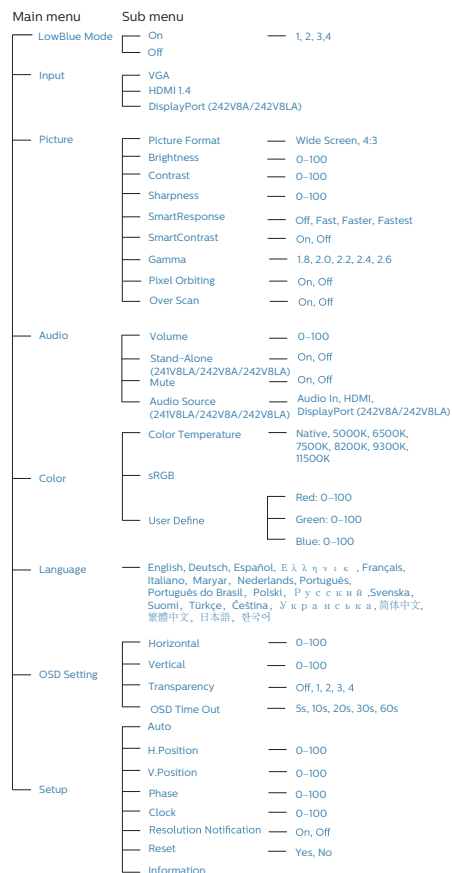 Main menu Sub menu
LowBlue Mode On 1, 2, 3,4
Off
Input VGA
HDMI 1.4
DisplayPort (242V8A/242V8LA)
Picture Picture Format Wide Screen, 4:3
Brightness 0–100
Contrast 0–100
Sharpness 0–100
SmartResponse Off, Fast, Faster, Fastest
SmartContrast On, Off
Gamma 1.8, 2.0, 2.2, 2.4, 2.6
Pixel Orbiting On, Off
Over Scan On, Off
Audio Volume 0–100
Stand-Alone On, Off
(241V8LA/242V8A/242V8LA)
Mute On, Off
Audio Source Audio In, HDMI,
(241V8LA/242V8A/242V8LA) DisplayPort (242V8A/242V8LA)
Color Temperature Native, 5000K, 6500K,
7500K, 8200K, 9300K,
11500K
Color sRGB
User Define Red: 0–100
Green: 0–100
Blue: 0–100
Language English, Deutsch, Español, Ελληνικ , Français,
Italiano, Maryar, Nederlands, Português,
Português do Brasil, Polski, Русский ,Svenska,
Suomi, Türkçe, Čeština, Укра нська, 简体中文,
繁體中文, 日本語, 한국어
OSD Setting Horizontal 0–100
Vertical 0–100
Transparency Off, 1, 2, 3, 4
OSD Time Out 5s, 10s, 20s, 30s, 60s
Setup Auto
H.Position 0–100
V.Position 0–100
Phase 0–100
Clock 0–100
Resolution Notification On, Off
Reset Yes, No
Information